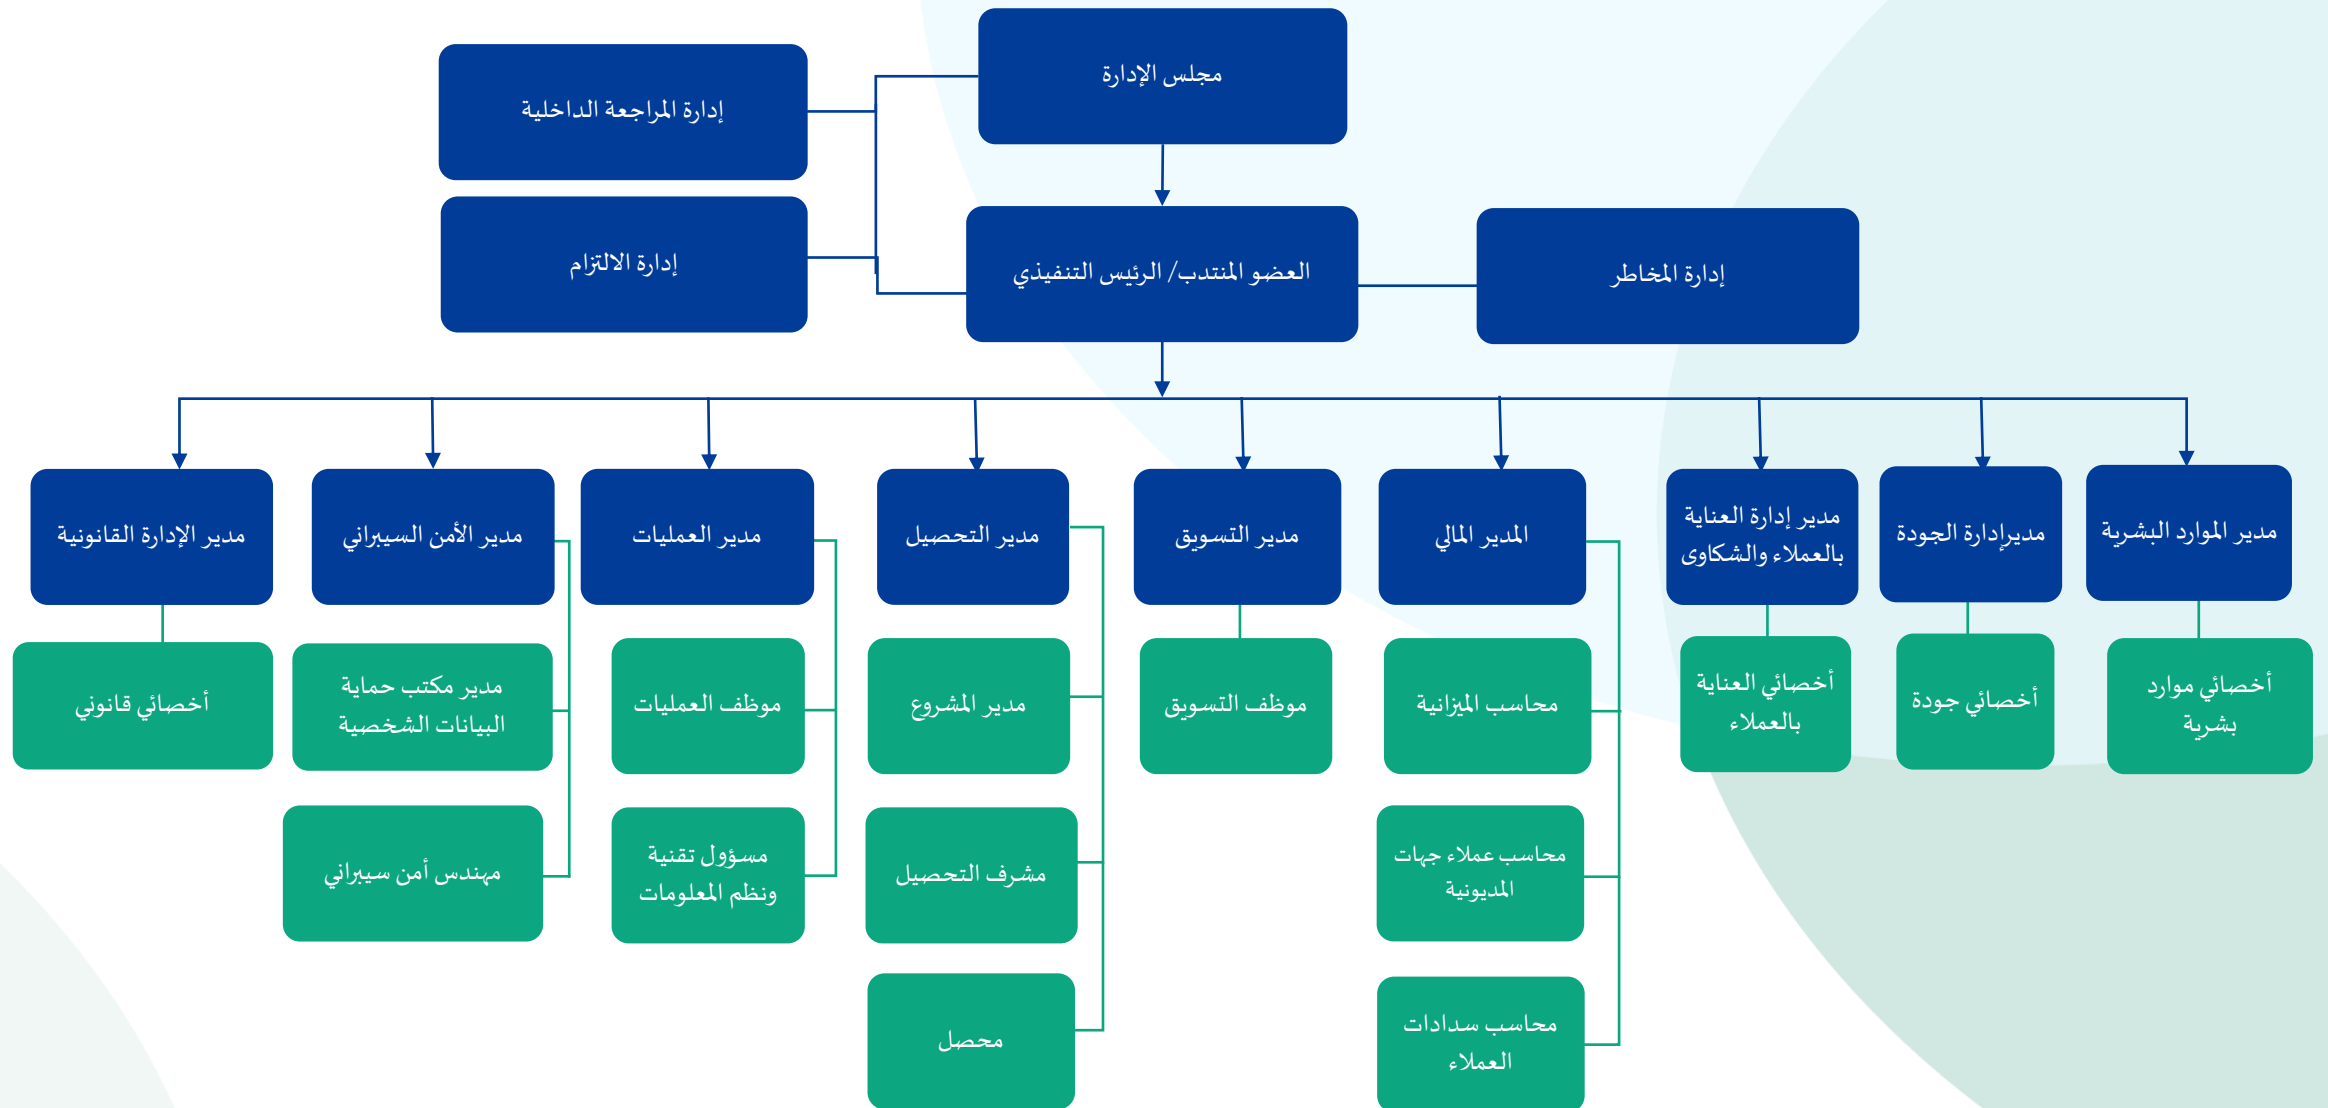 مجلس الإدارة
إدارة المراجعة الداخلية
إدارة المخاطر
العضو المنتدب/ الرئيس التنفيذي
إدارة الالتزام
مدير الموارد البشرية
مديرإدارة الجودة
مدير إدارة العناية
بالعملاء والشكاوى
المدير المالي
مدير التسويق
مدير التحصيل
مدير العمليات
مدير الأمن السيبراني
مدير الإدارة القانونية
أخصائي موارد
بشرية
أخصائي جودة
أخصائي العناية
بالعملاء
محاسب الميزانية
موظف التسويق
مدير المشروع
موظف العمليات
مدير مكتب حماية
البيانات الشخصية
أخصائي قانوني
محاسب عملاء جهات
المديونية
مشرف التحصيل
مسؤول تقنية
ونظم المعلومات
مهندس أمن سيبراني
محاسب سدادات
العملاء
محصل